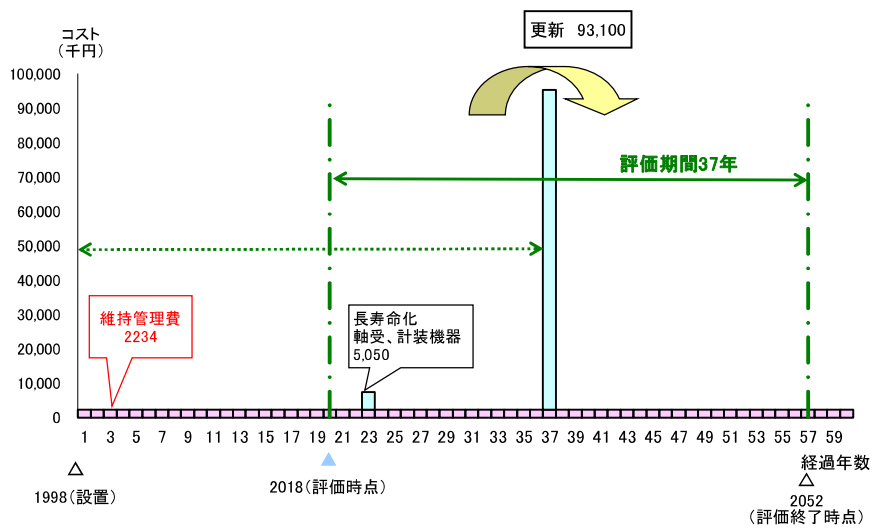 更新 93,100
コスト
(千円)
100,000
90,000
80,000
70,000
60,000
50,000
40,000
30,000
20,000
10,000
0
評価期間37年
維持管理費
2234
長寿命化
軸受、計装機器
5,050
1 3 5 7 9 11 13 15 17 19 21 23 25 27 29 31 33 35 37 39 41 43 45 47 49 51 53 55 57 59
経過年数
1998(設置)
2018(評価時点)
2052
(評価終了時点)